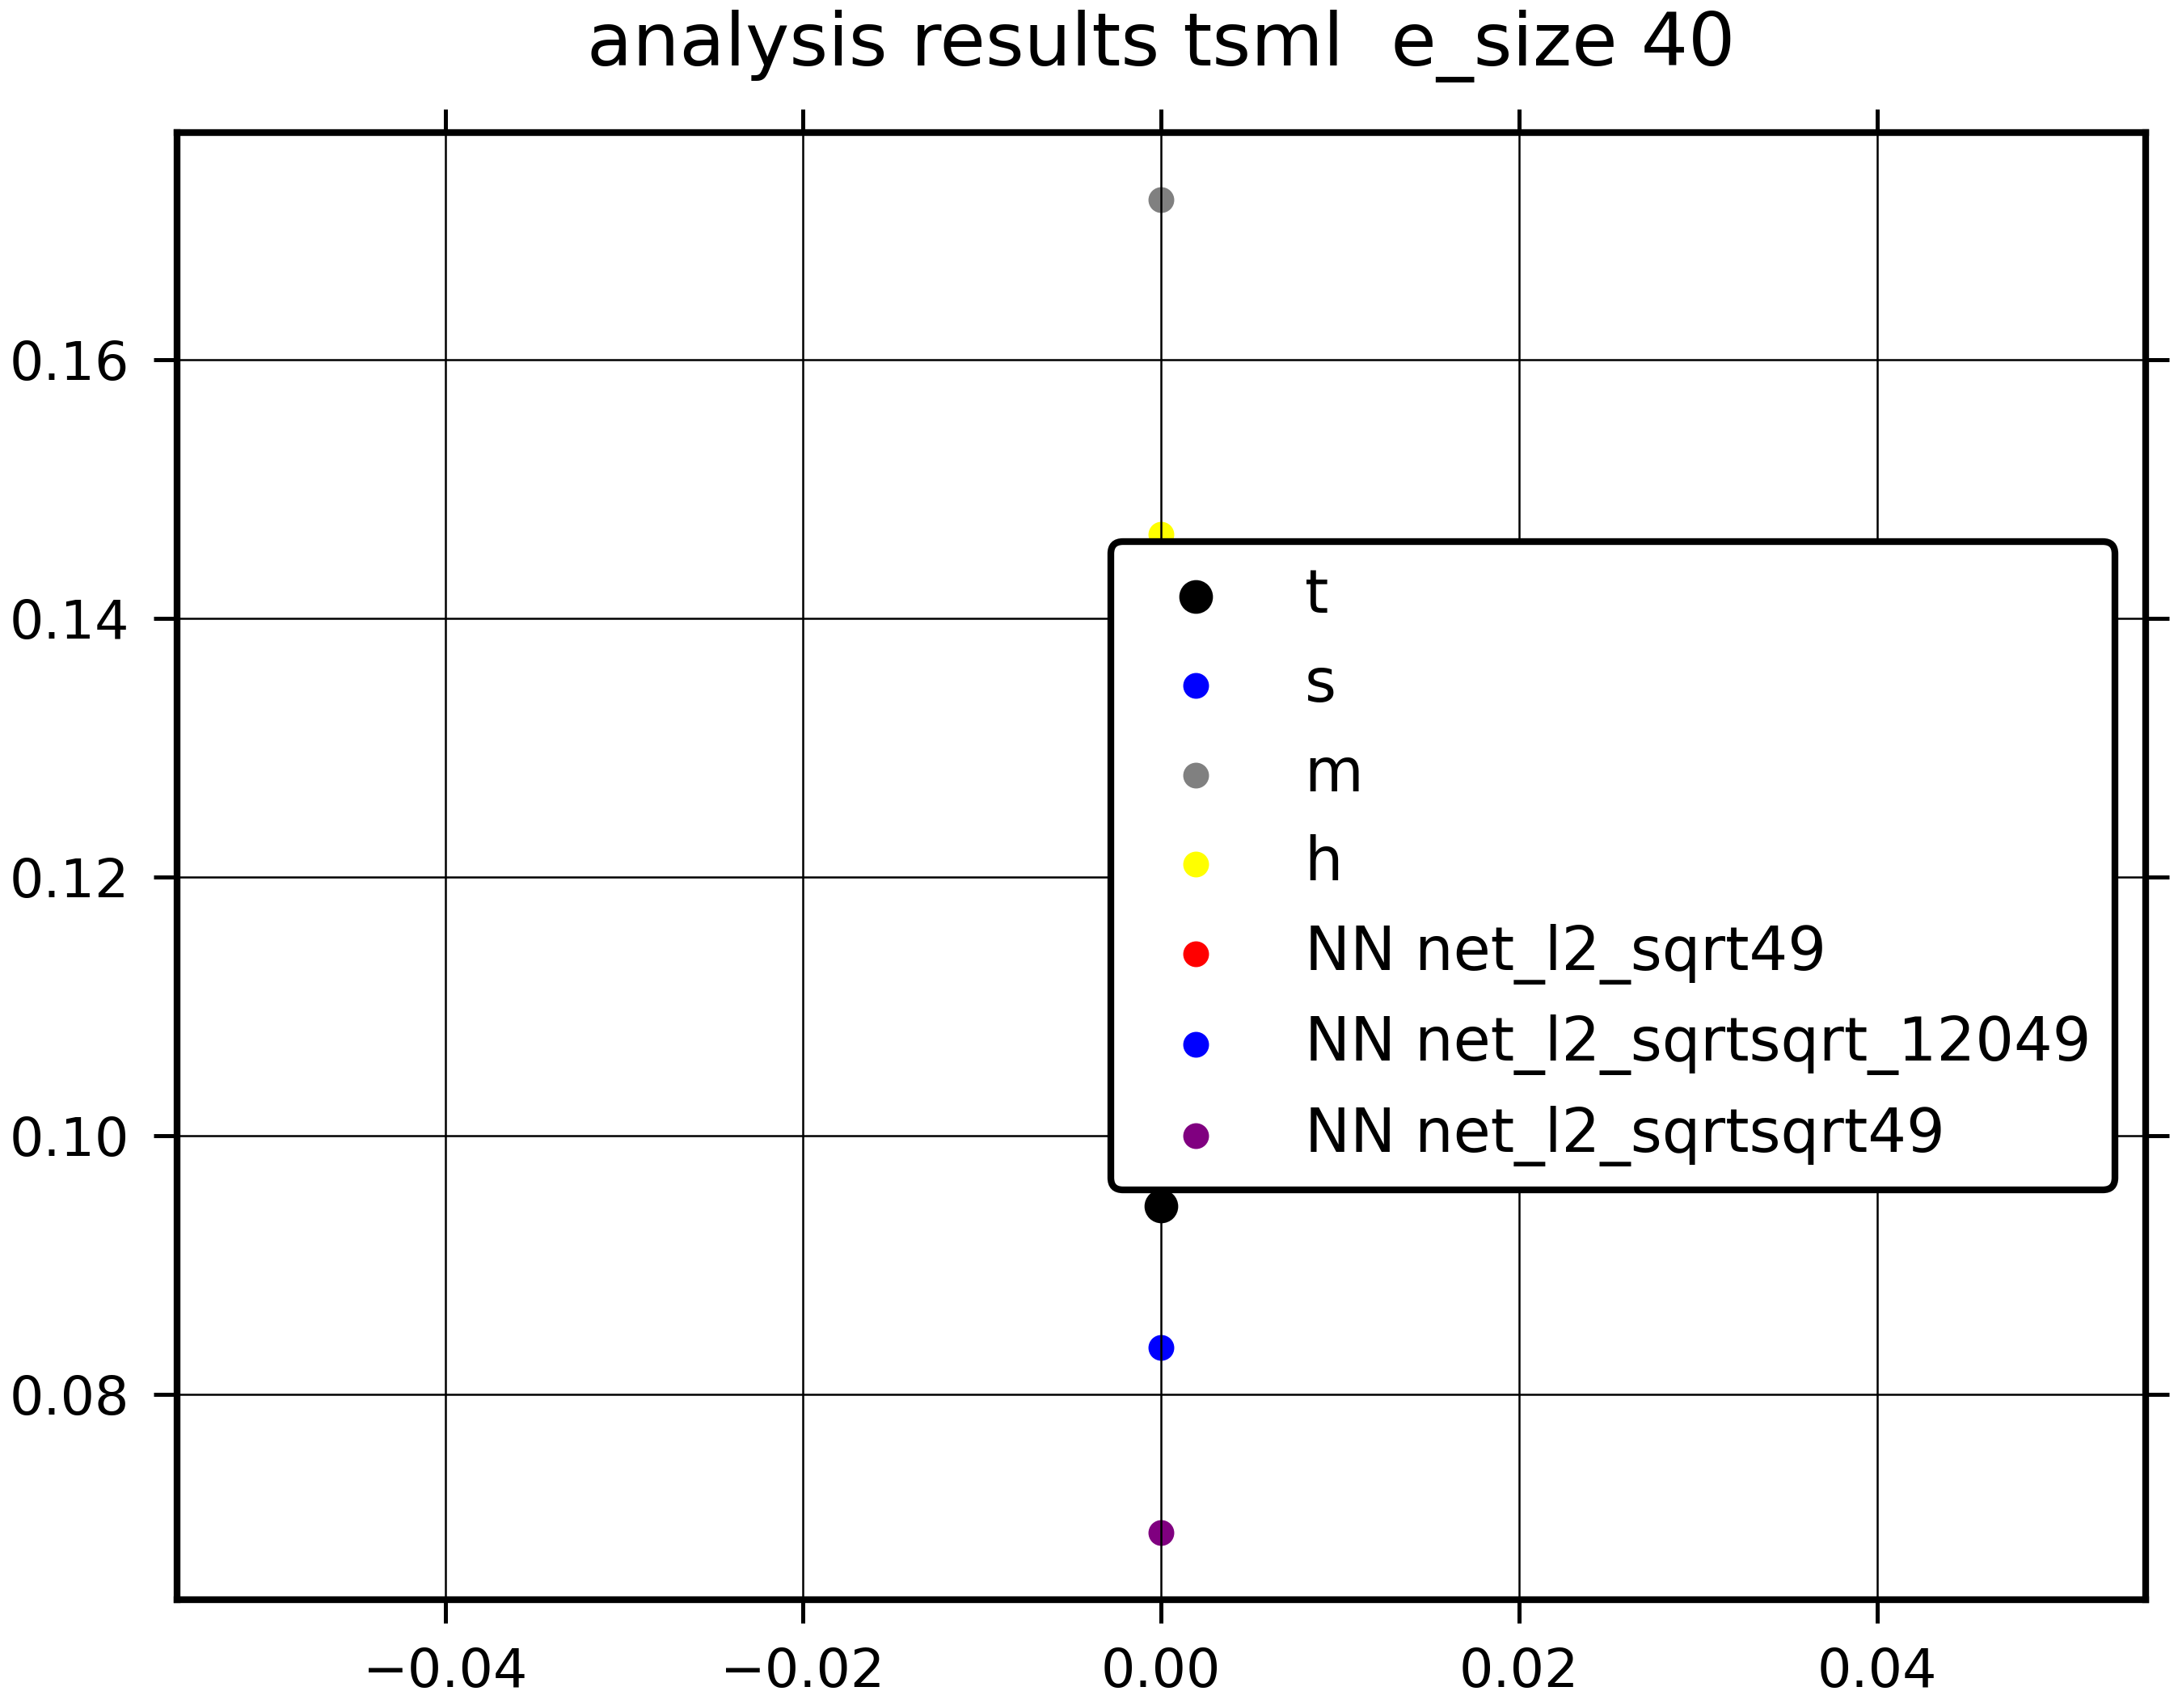 analysis results tsml  e_size 40
0.16
0.14
0.12
0.10
0.08
t
s
m
h
NN net_l2_sqrt49
NN net_l2_sqrtsqrt_12049
NN net_l2_sqrtsqrt49
−0.04
−0.02
0.00
0.02
0.04